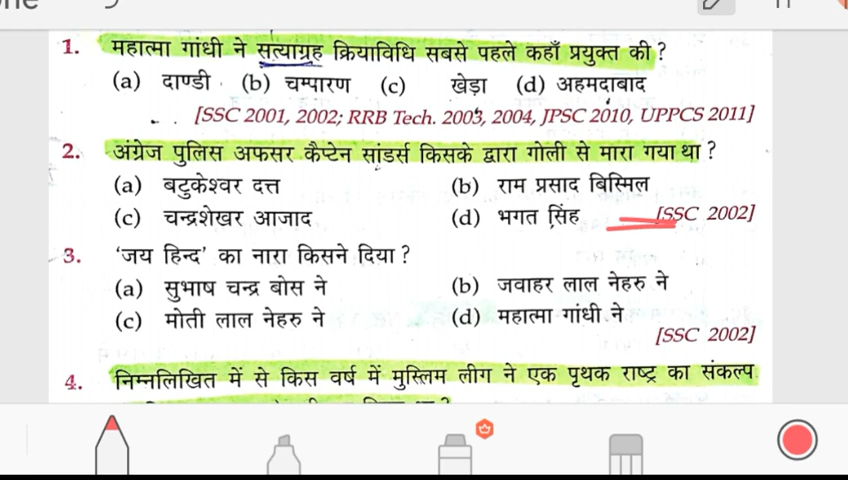 1. महात्मा गांधी ने सत्याग्रह क्रियाविधि सबसे पहले कहाँ प्रयुक्त की ?
(a) दाण्डी (b) चम्पारण (c) खेड़ा (d) अहमदाबाद
[SSC 2001, 2002; RRB Tech. 2003, 2004, JPSC 2010, UPPCS 2011]
2. अंग्रेज पुलिस अफसर कैप्टेन सांडर्स किसके द्वारा गोली से मारा गया था ?
(a) बटुकेश्वर दत्त (b) राम प्रसाद बिस्मिल
(c) चन्द्रशेखर आजाद (d) भगत सिंह [SSC 2002]
3. ‘जय हिन्द’ का नारा किसने दिया ?
(a) सुभाष चन्द्र बोस ने (b) जवाहर लाल नेहरु ने
(c) मोती लाल नेहरु ने (d) महात्मा गांधी ने
[SSC 2002]
4. निम्नलिखित में से किस वर्ष में मुस्लिम लीग ने एक पृथक राष्ट्र का संकल्प